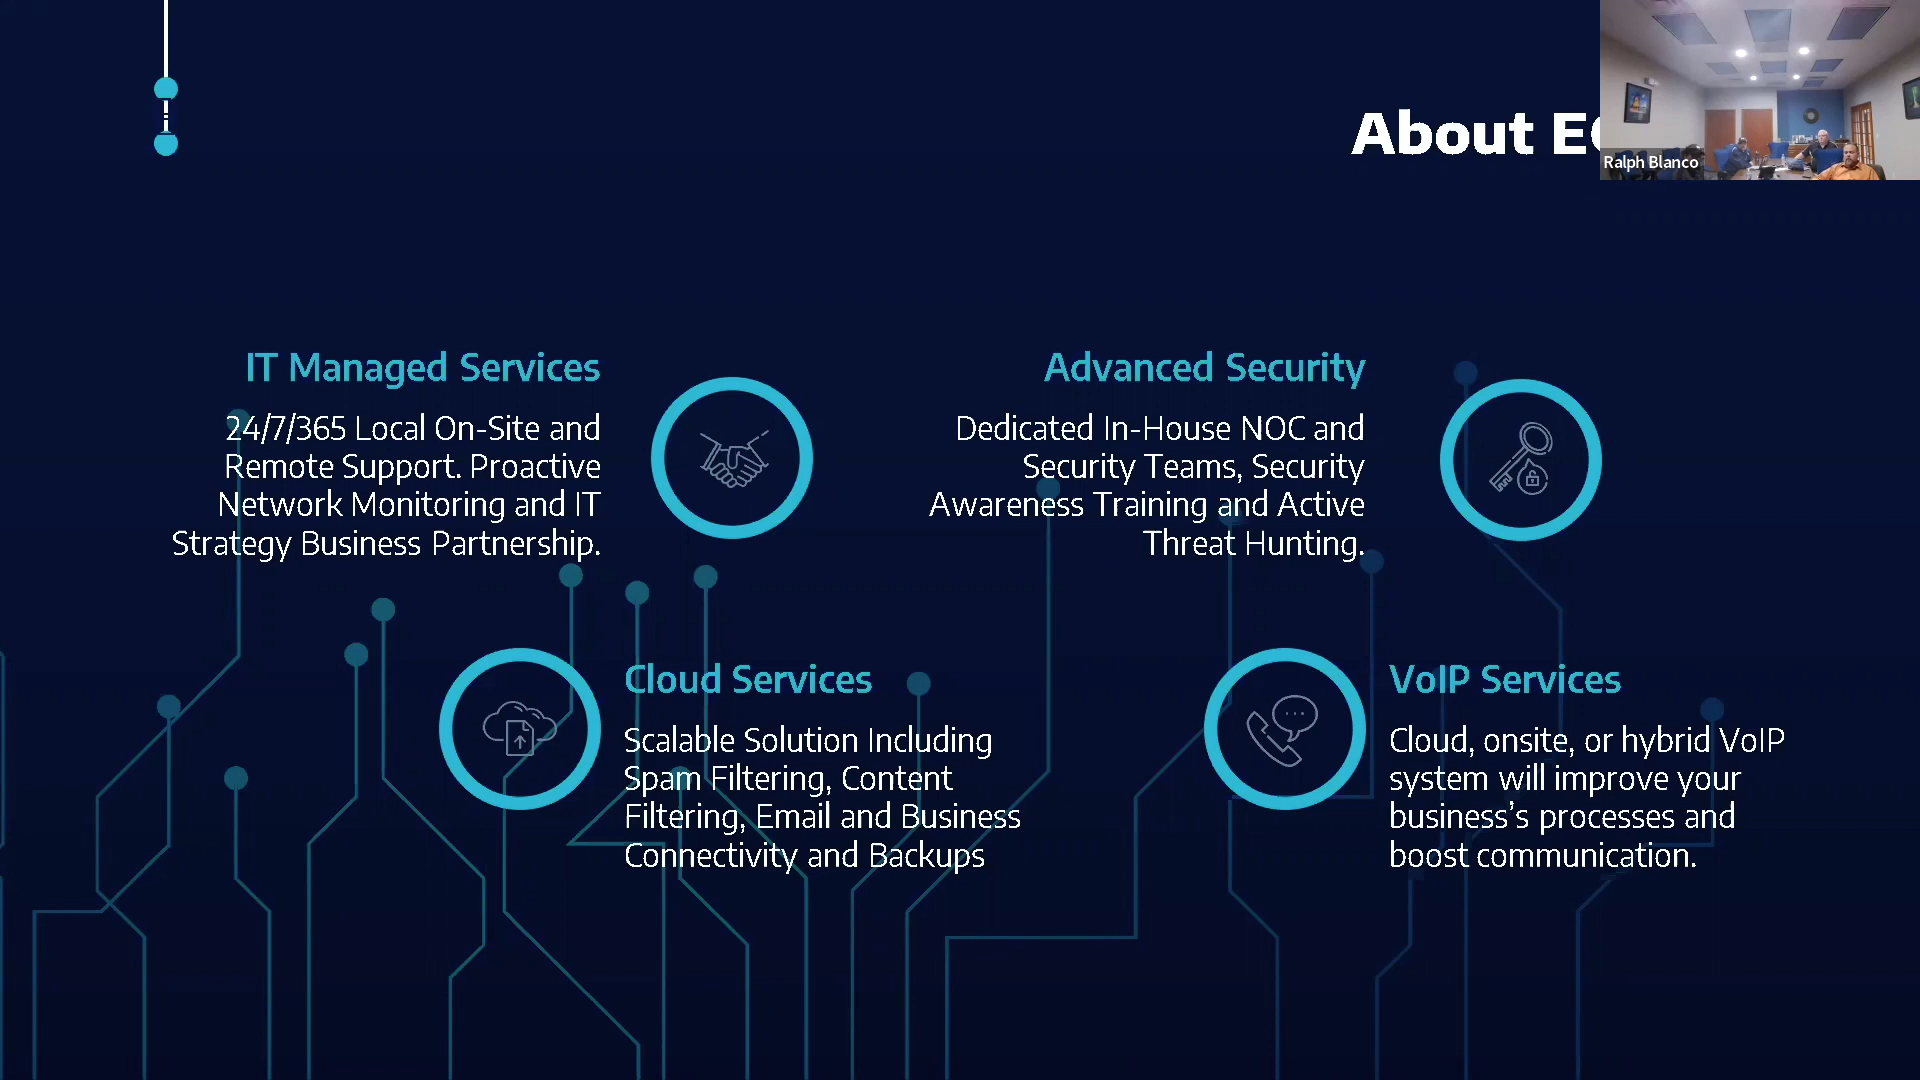 About
Ralph Blanco
IT Managed Services
24/7/365 Local On-Site and
Remote Support. Proactive
Network Monitoring and IT
Strategy Business Partnership.
Advanced Security
Dedicated In-House NOC and
Security Teams, Security
Awareness Training and Active
Threat Hunting.
Cloud Services
Scalable Solution Including
Spam Filtering, Content
Filtering, Email and Business
Connectivity and Backups
VoIP Services
Cloud, onsite, or hybrid VoIP
system will improve your
business’s processes and
boost communication.